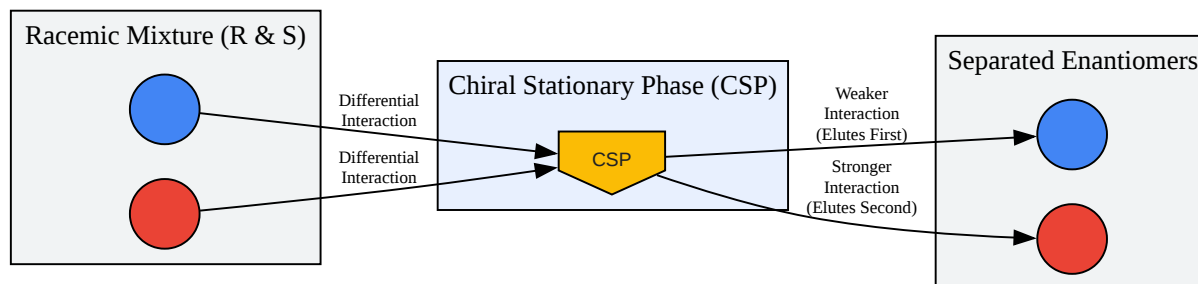 Racemic Mixture (R & S)
Differential
Interaction
Differential
Interaction
Chiral Stationary Phase (CSP)
CSP
Weaker
Interaction
(Elutes First)
Stronger
Interaction
(Elutes Second)
Separated Enantiomers